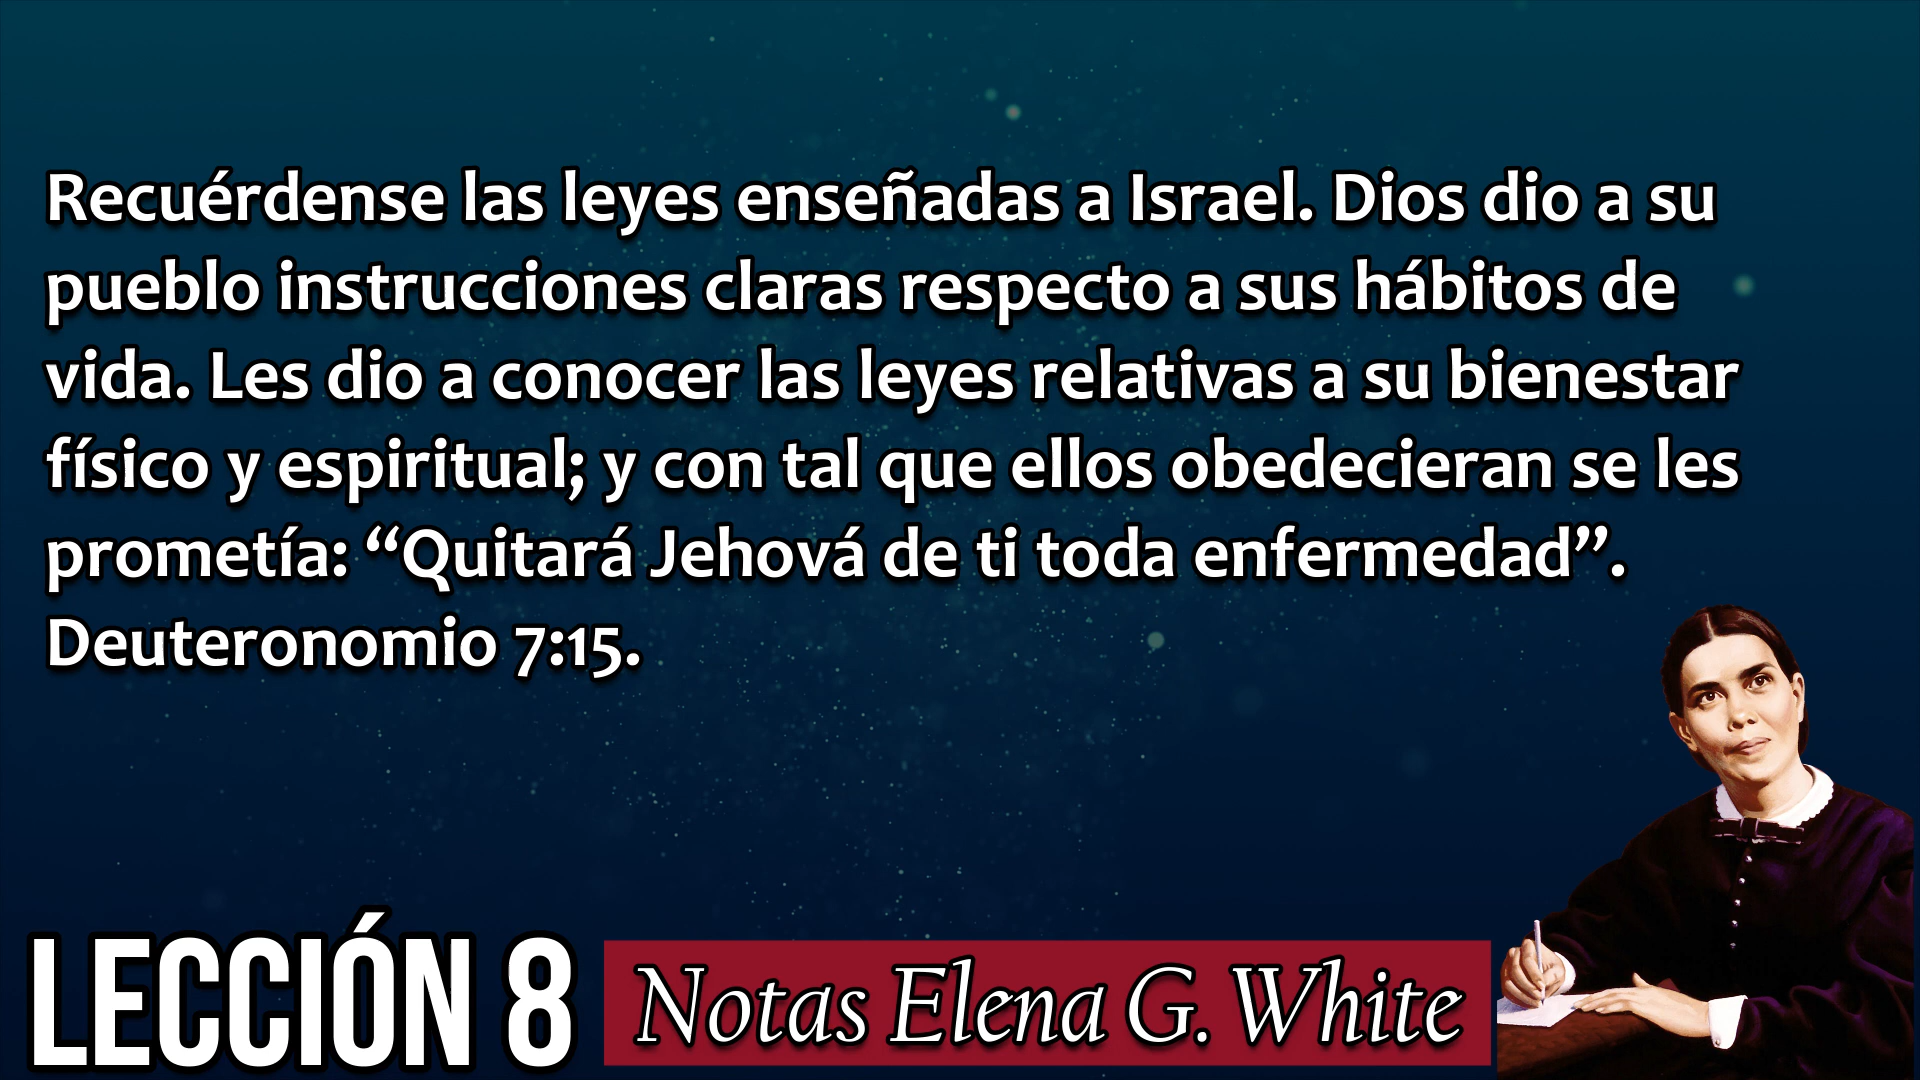 Recuérdense las leyes enseñadas a Israel. Dios dio a su
pueblo instrucciones claras respecto a sus hábitos de
vida. Les dio a conocer las leyes relativas a su bienestar
físico y espiritual; y con tal que ellos obedecieran se les
prometía: “Quitará Jehová de ti toda enfermedad”.
Deuteronomio 7:15.
LECCIÓN 8
Notas Elena G. White